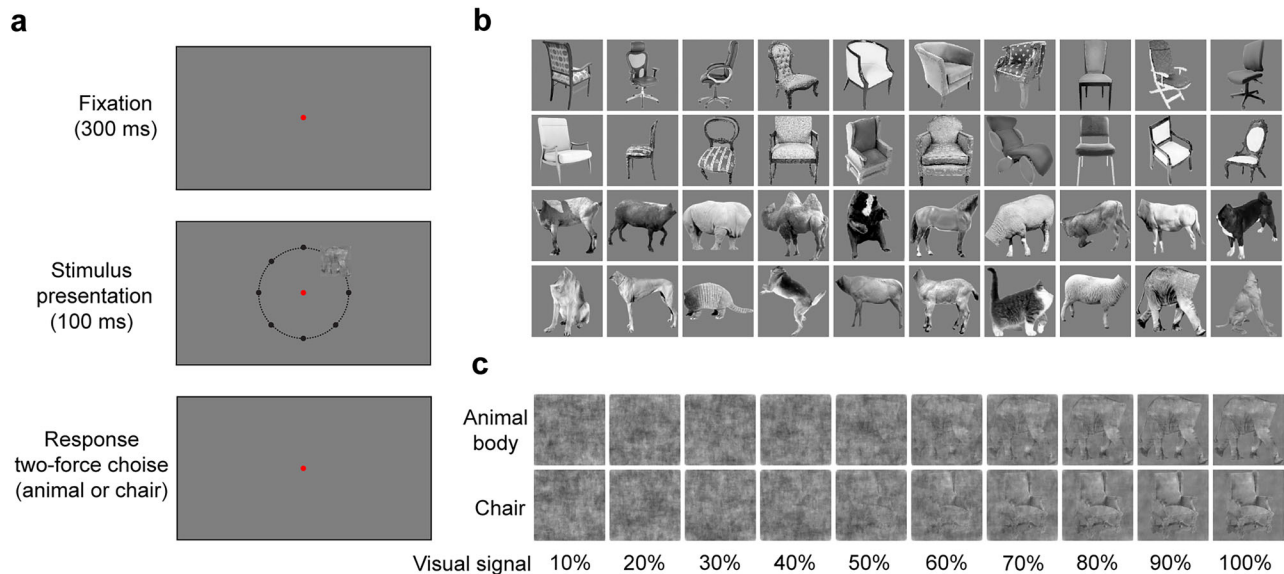 a
Fixation
(300 ms)
Stimulus
presentation
(100 ms)
Response
two-force choise
(animal or chair)
b
c
Animal
body
Chair
Visual signal 10% 20% 30% 40% 50% 60% 70% 80% 90% 100%